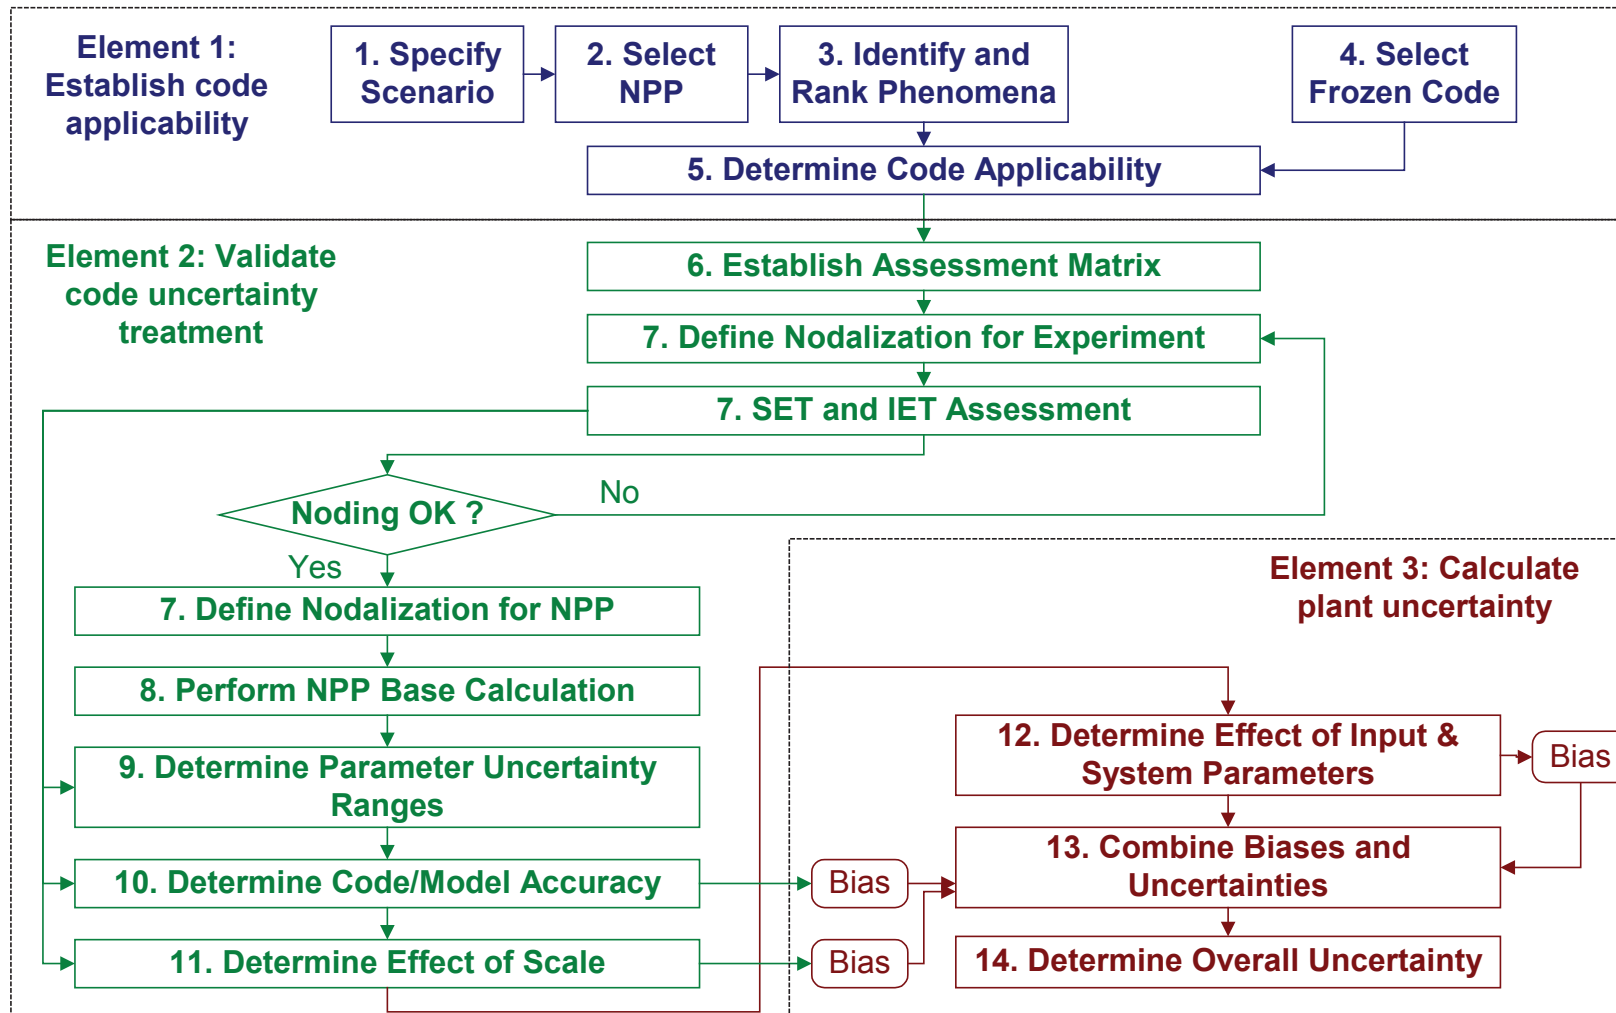 Element 1:
Establish code
applicability
1. Specify
Scenario
2. Select
NPP
3. Identify and
Rank Phenomena
4. Select
Frozen Code
5. Determine Code Applicability
Element 2: Validate
code uncertainty
treatment
6. Establish Assessment Matrix
7. Define Nodalization for Experiment
7. SET and IET Assessment
Noding OK ?
No
Yes
7. Define Nodalization for NPP
8. Perform NPP Base Calculation
9. Determine Parameter Uncertainty
Ranges
10. Determine Code/Model Accuracy
11. Determine Effect of Scale
Bias
Bias
Element 3: Calculate
plant uncertainty
12. Determine Effect of Input &
System Parameters
Bias
13. Combine Biases and
Uncertainties
14. Determine Overall Uncertainty